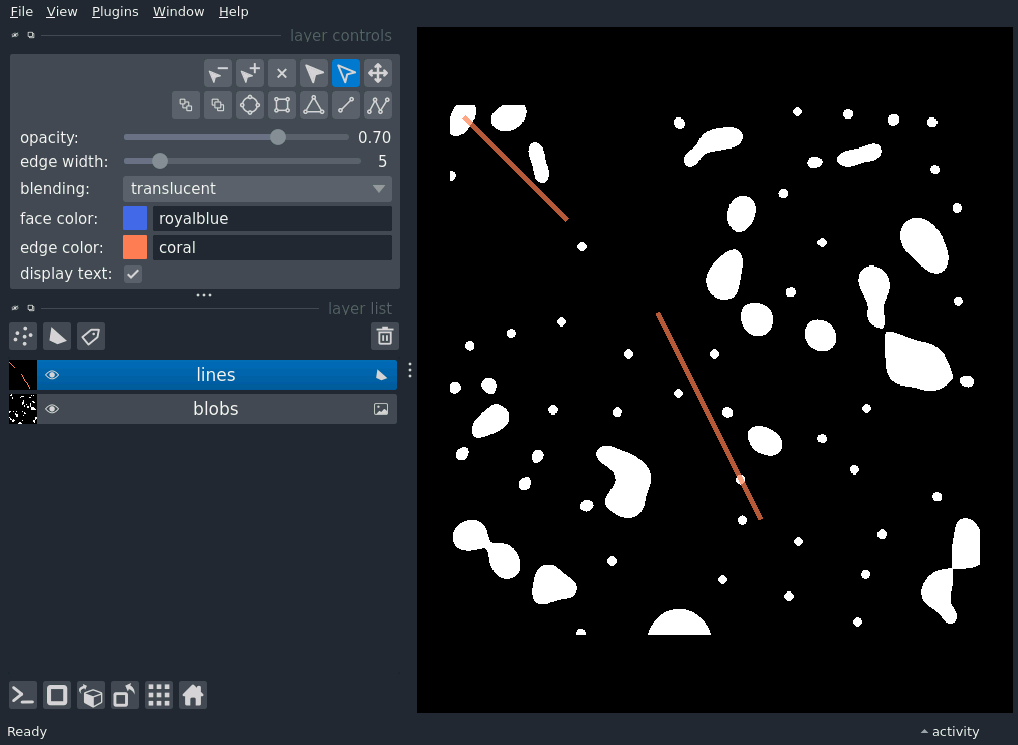 File View Plugins Window Help
layer controls
opacity: 0.70
edge width: 5
blending: translucent
face color: royalblue
edge color: coral
display text:
layer list
lines
blobs
Ready activity